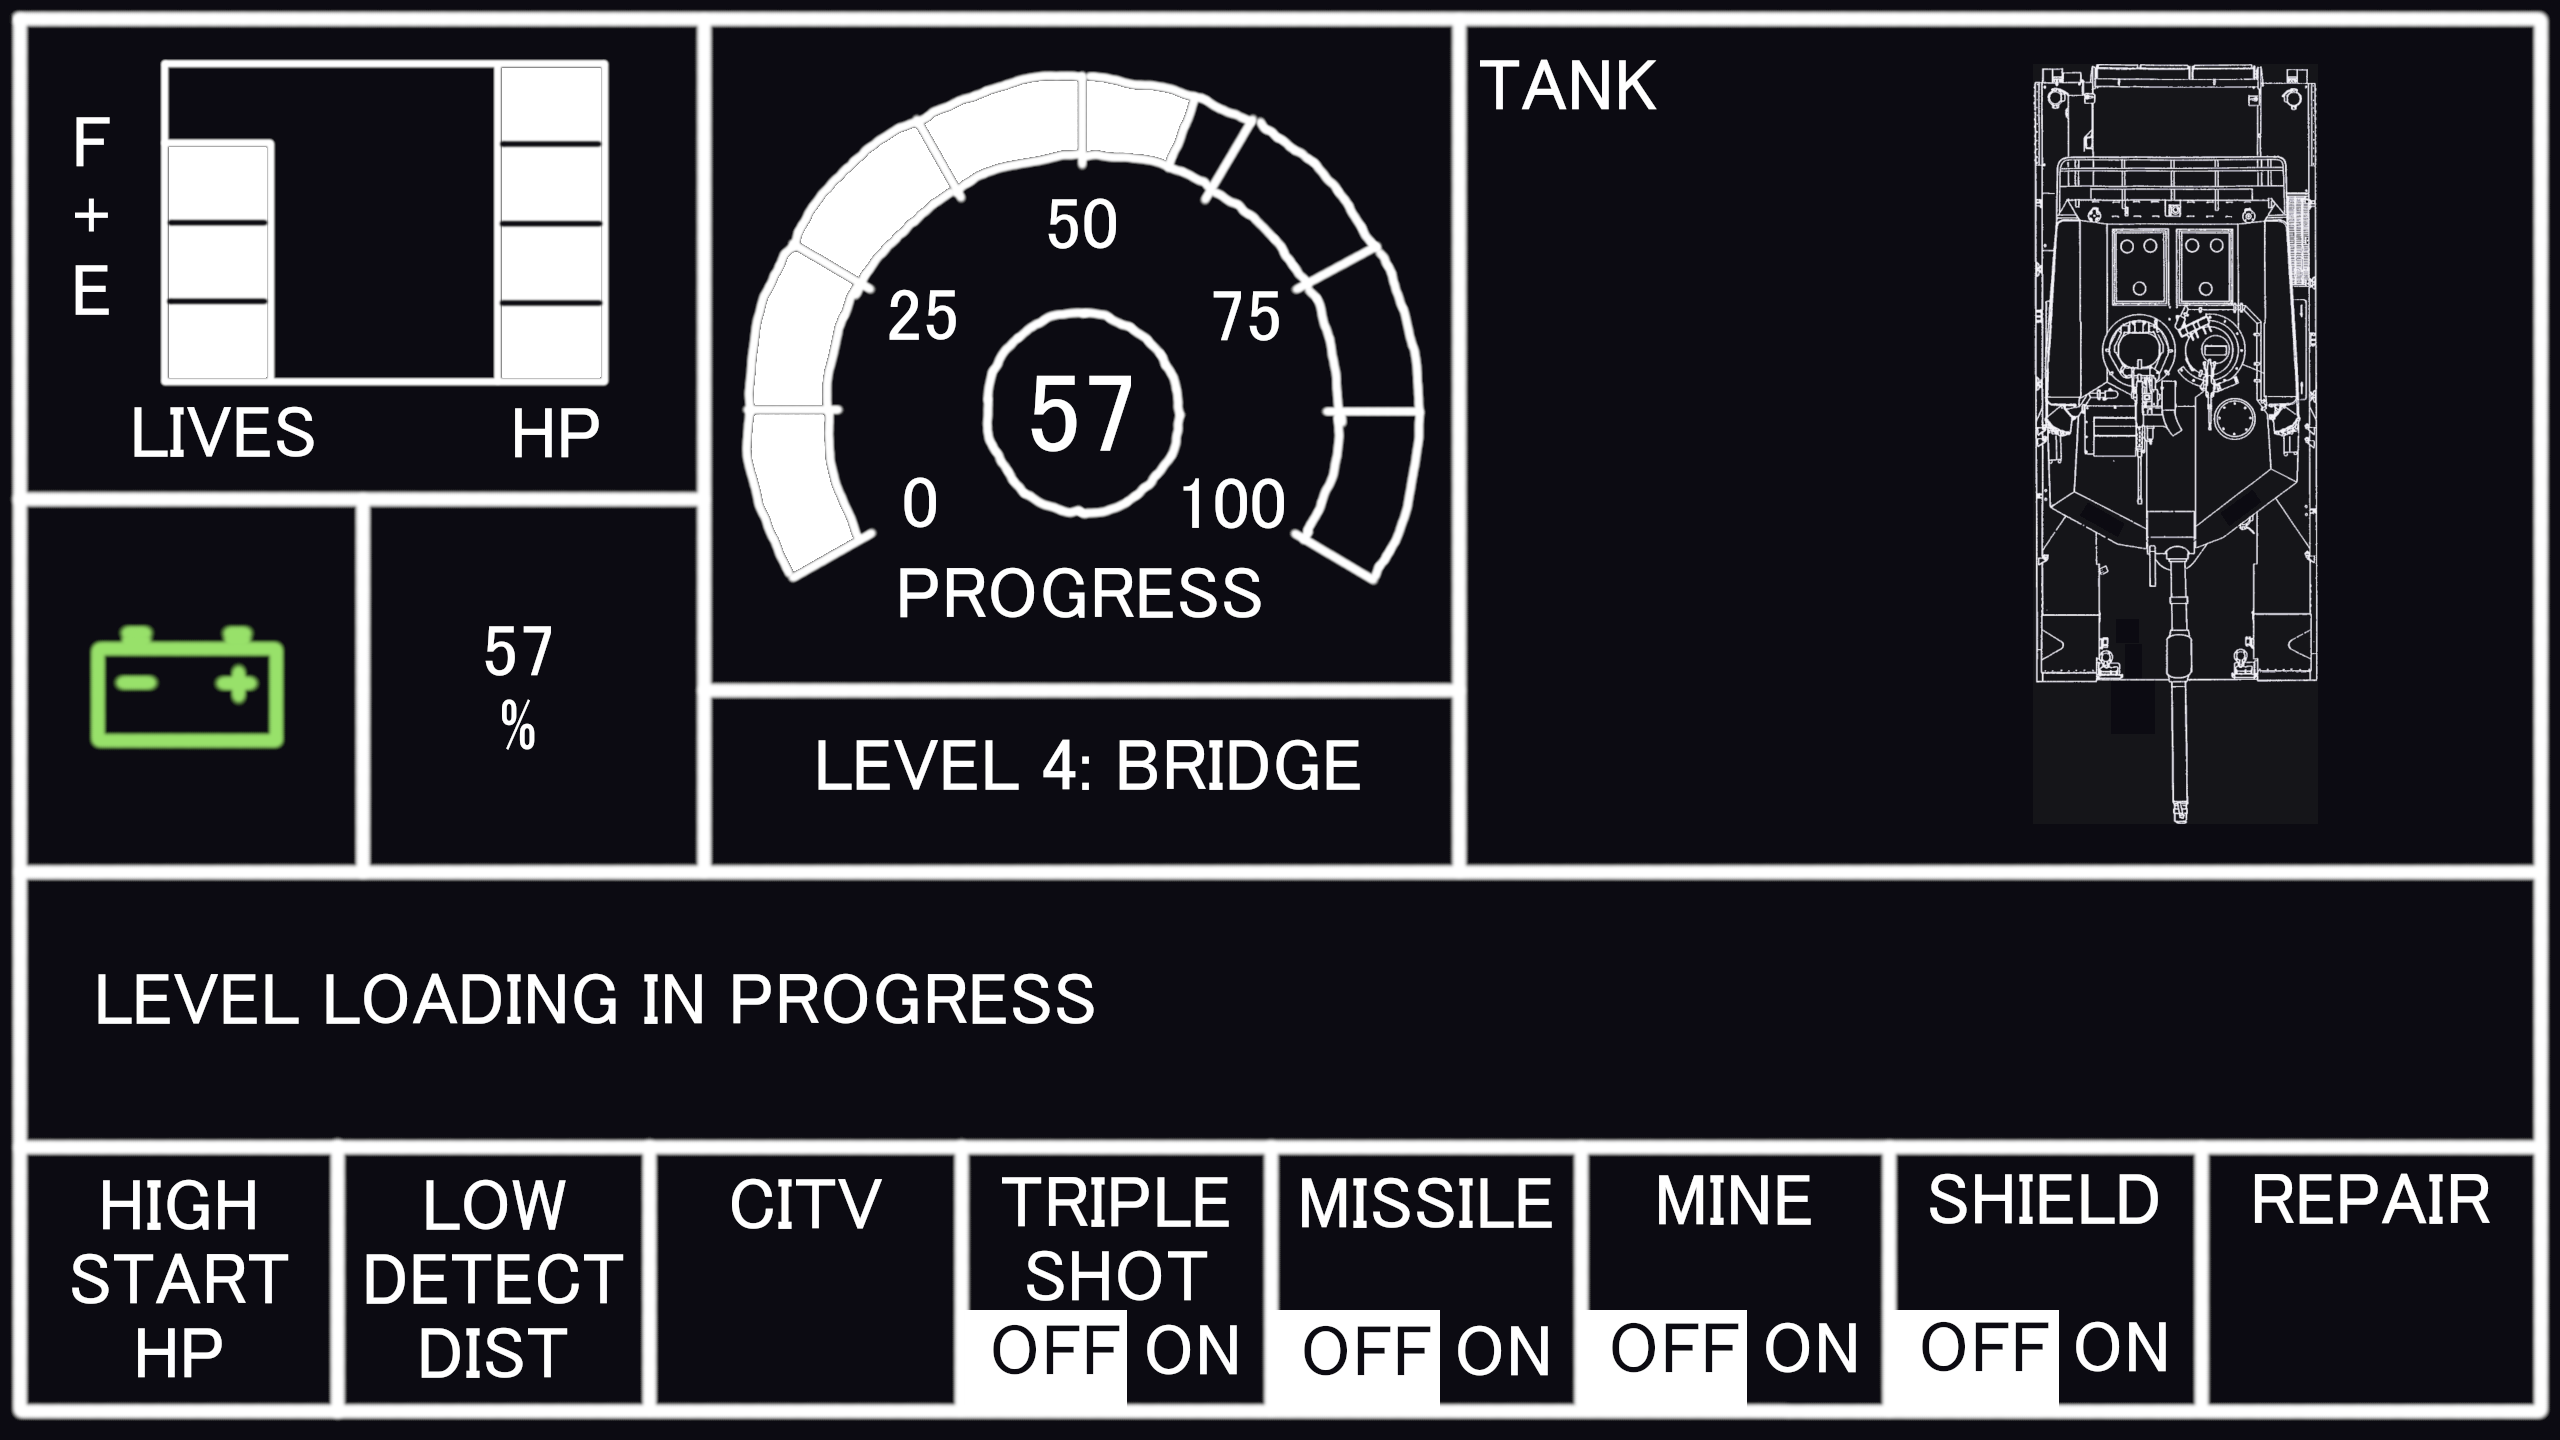 F
+
E
LIVES HP
50
25 75
57
0 100
PROGRESS
TANK
57
%
LEVEL 4: BRIDGE
LEVEL LOADING IN PROGRESS
HIGH
START
HP
LOW
DETECT
DIST
CITV
TRIPLE
SHOT
OFF ON
MISSILE
OFF ON
MINE
OFF ON
SHIELD
OFF ON
REPAIR